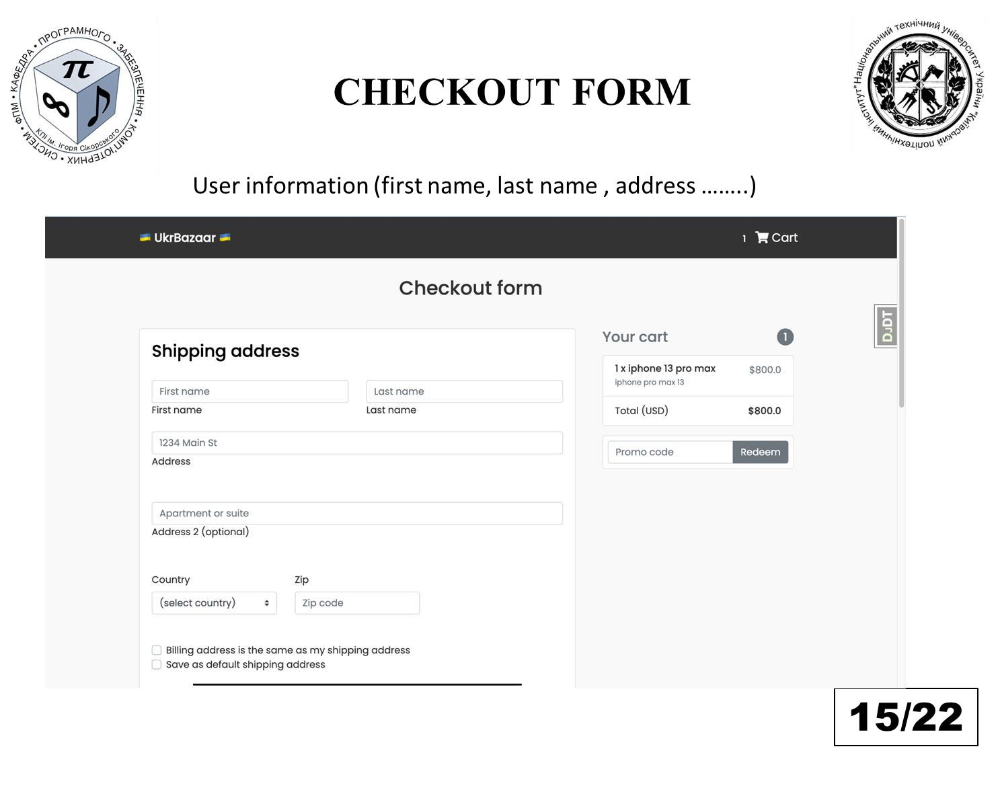 ФПМ • КАФЕДРА • ПРОГРАМНОГО • ЗАБЕЗПЕЧЕННЯ • КОМП'ЮТЕРНИХ • СИСТЕМ •
π
∞
КПІ ім. Ігоря Сікорського
CHECKOUT FORM
Національний технічний університет України "Київський політехнічний інститут"
User information (first name, last name , address ........)
UkrBazaar
1 Cart
Checkout form
DJDT
Shipping address
Your cart 1
1 x iphone 13 pro max $800.0
iphone pro max 13
First name Last name
First name Last name
Total (USD) $800.0
1234 Main St
Promo code Redeem
Address
Apartment or suite
Address 2 (optional)
Country Zip
(select country) Zip code
Billing address is the same as my shipping address
Save as default shipping address
15/22